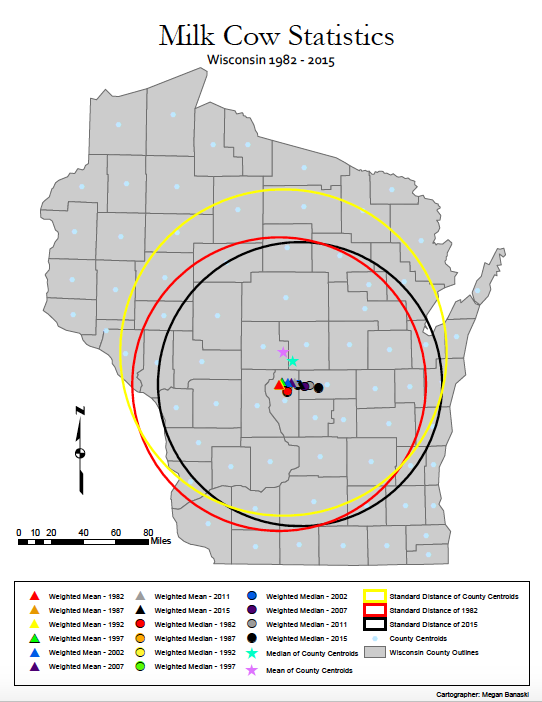 Milk Cow Statistics
Wisconsin 1982 - 2015
N
0 10 20 40 60 80
Miles
Weighted Mean - 1982
Weighted Mean - 1987
Weighted Mean - 1992
Weighted Mean - 1997
Weighted Mean - 2002
Weighted Mean - 2007
Weighted Mean - 2011
Weighted Mean - 2015
Weighted Median - 1982
Weighted Median - 1987
Weighted Median - 1992
Weighted Median - 1997
Weighted Median - 2002
Weighted Median - 2007
Weighted Median - 2011
Weighted Median - 2015
Median of County Centroids
Mean of County Centroids
Standard Distance of County Centroids
Standard Distance of 1982
Standard Distance of 2015
County Centroids
Wisconsin County Outlines
Cartographer: Megan Banaski